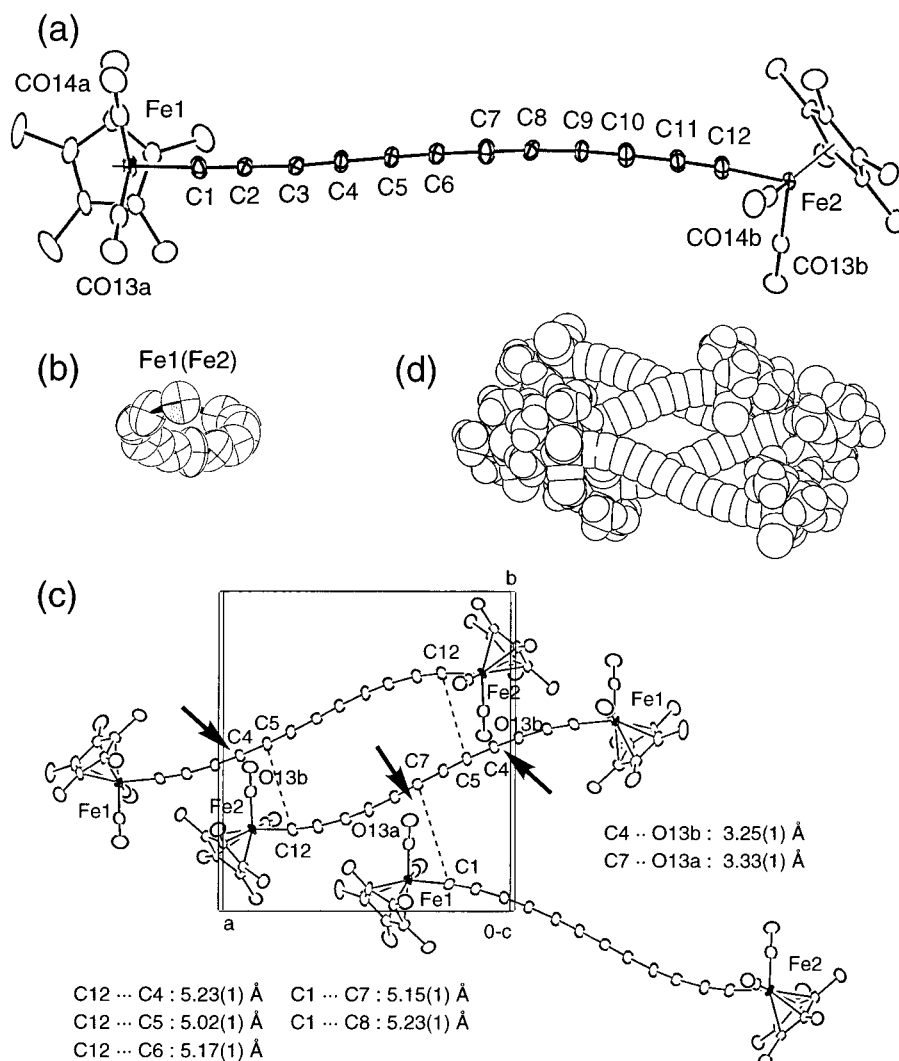 (a)
CO14a
Fe1
C1
C2
C3
C4
C5
C6
C7
C8
C9
C10
C11
C12
Fe2
CO14b
CO13b
CO13a
(b)
Fe1(Fe2)
(d)
(c)
b
C12
Fe2
O13b
Fe1
C4
C5
C7
C5
C4
O13b
Fe1
Fe2
C12
O13a
C1
Fe1
a
0-c
Fe2
C4 ·· O13b : 3.25(1) Å
C7 ·· O13a : 3.33(1) Å
C12 ··· C4 : 5.23(1) Å C1 ··· C7 : 5.15(1) Å
C12 ··· C5 : 5.02(1) Å C1 ··· C8 : 5.23(1) Å
C12 ··· C6 : 5.17(1) Å